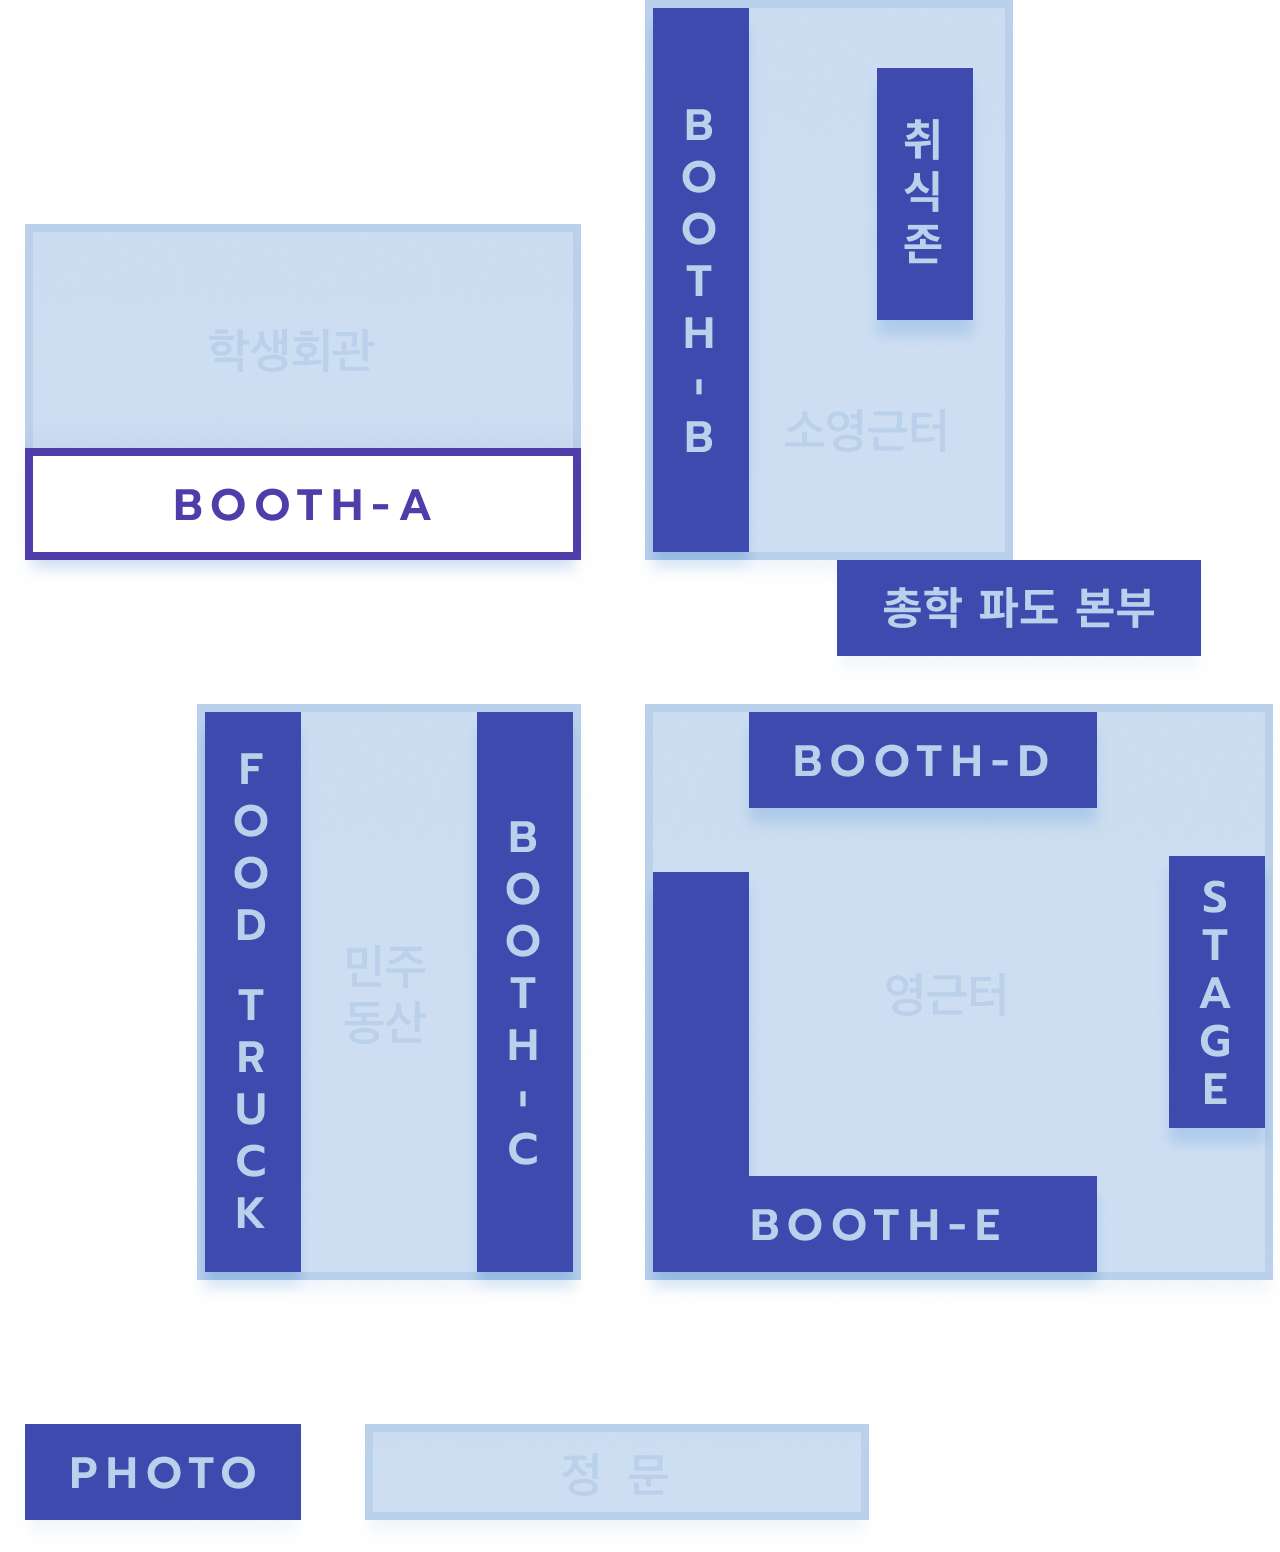 BOOTH-B
취식존
학생회관
소영근터
BOOTH-A
총학 파도 본부
FOOD TRUCK
민주
동산
BOOTH-C
BOOTH-D
영근터
STAGE
BOOTH-E
PHOTO
정 문